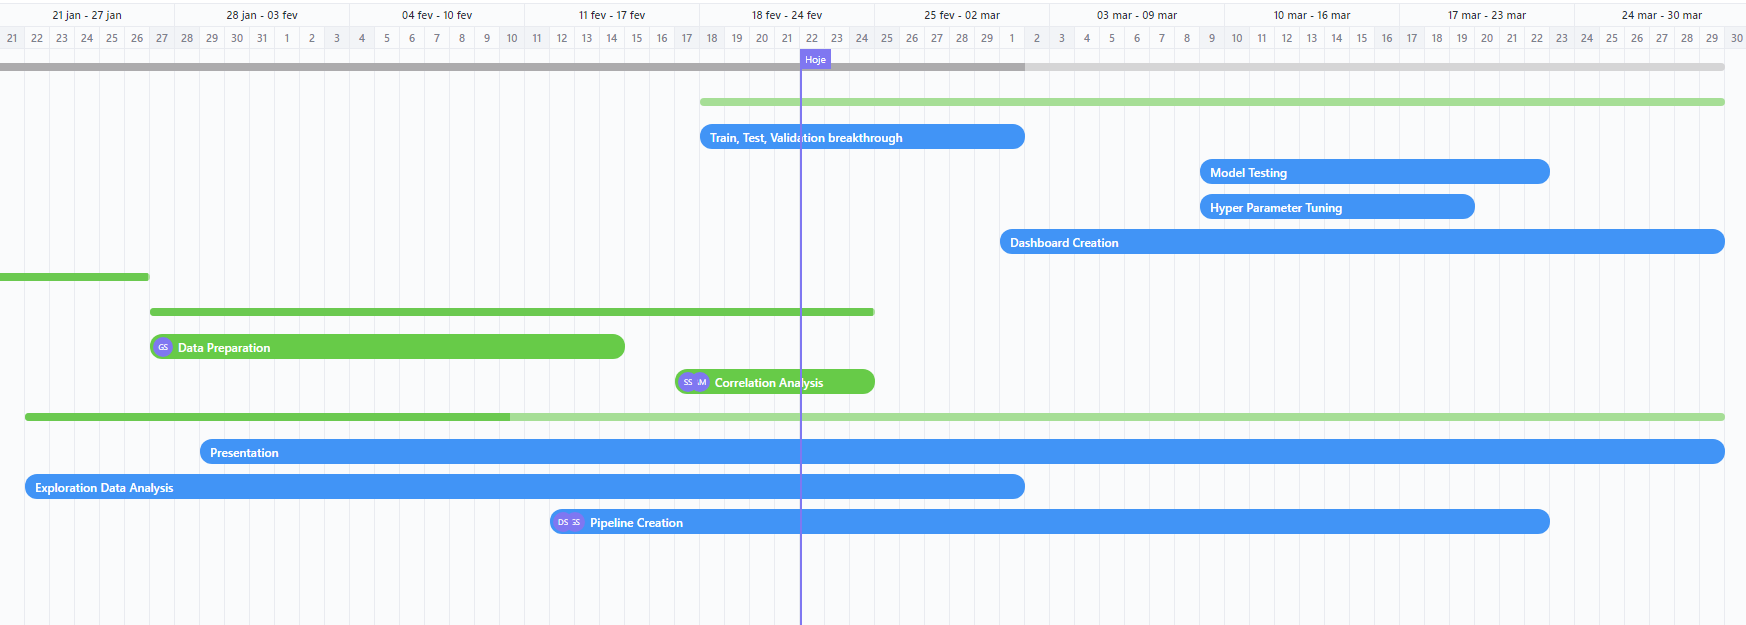 21 jan - 27 jan 28 jan - 03 fev 04 fev - 10 fev 11 fev - 17 fev 18 fev - 24 fev 25 fev - 02 mar 03 mar - 09 mar 10 mar - 16 mar 17 mar - 23 mar 24 mar - 30 mar
21 22 23 24 25 26 27 28 29 30 31 1 2 3 4 5 6 7 8 9 10 11 12 13 14 15 16 17 18 19 20 21 22 23 24 25 26 27 28 29 1 2 3 4 5 6 7 8 9 10 11 12 13 14 15 16 17 18 19 20 21 22 23 24 25 26 27 28 29 30
Hoje
Train, Test, Validation breakthrough
Model Testing
Hyper Parameter Tuning
Dashboard Creation
GS Data Preparation
SS Correlation Analysis
Presentation
Exploration Data Analysis
DS Pipeline Creation